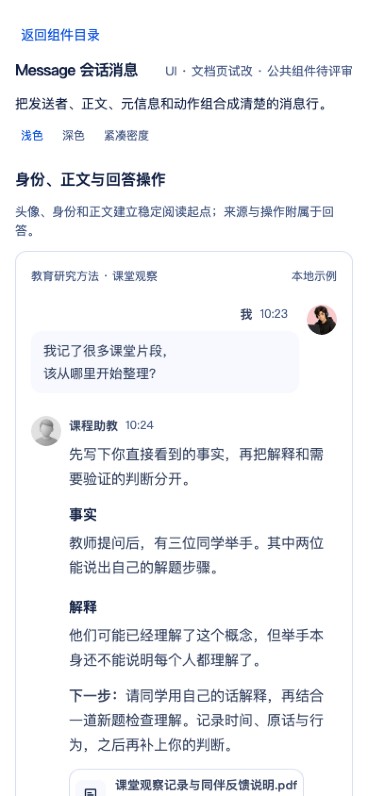 返回组件目录
Message 会话消息
UI · 文档页试改 · 公共组件待评审
把发送者、正文、元信息和动作组合成清楚的消息行。
浅色 深色 紧凑密度
身份、正文与回答操作
头像、身份和正文建立稳定阅读起点；来源与操作附属于回
答。
教育研究方法 · 课堂观察 本地示例
我 10:23
我记了很多课堂片段，
该从哪里开始整理?
课程助教 10:24
先写下你直接看到的事实，再把解释和需
要验证的判断分开。
事实
教师提问后，有三位同学举手。其中两位
能说出自己的解题步骤。
解释
他们可能已经理解了这个概念，但举手本
身还不能说明每个人都理解了。
下一步：请同学用自己的话解释，再结合
一道新题检查理解。记录时间、原话与行
为，之后再补上你的判断。
课堂观察记录与同伴反馈说明.pdf